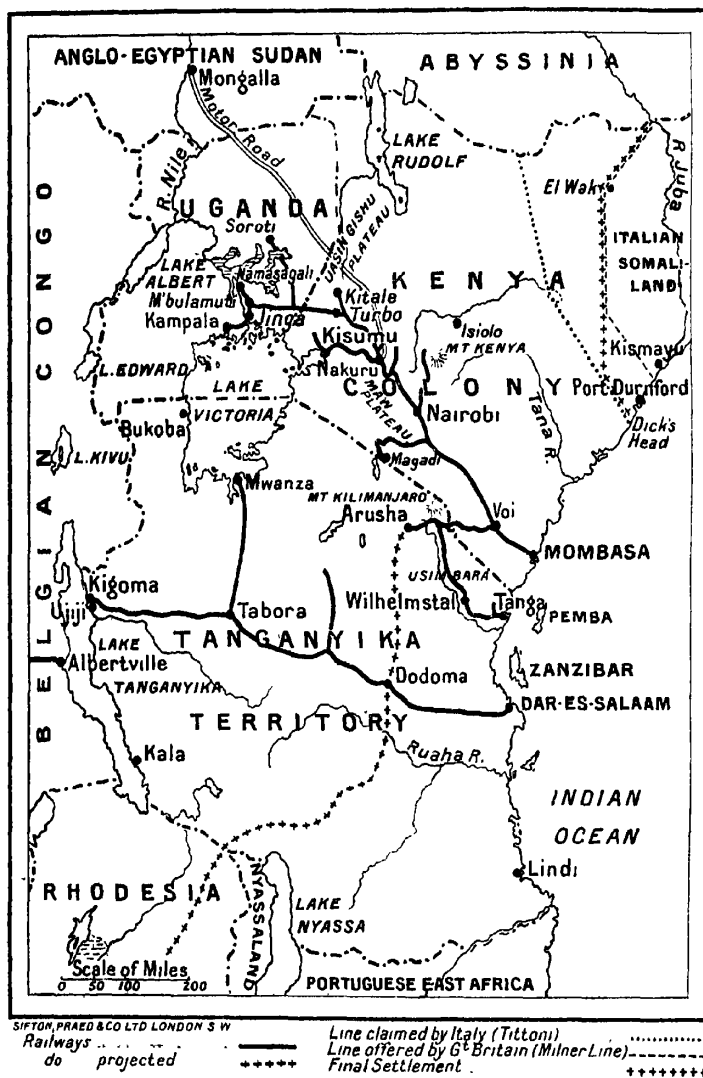 ANGLO-EGYPTIAN SUDAN
ABYSSINIA
Mongalla
Motor Road
LAKE
RUDOLF
R. Juba
R. Nile
El Wak
UGANDA
Soroti
UASIN GISHU
PLATEAU
ITALIAN
SOMALI-
LAND
LAKE
ALBERT
Namasagali
KENYA
M'bulamuti
Kitale
Kampala
Jinga
Turbo
Isiolo
MT KENYA
Kisumu
Kismayu
L. EDWARD
Nakuru
COLONY
Port Durnford
LAKE
VICTORIA
MAW
PLATEAU
Nairobi
Tana R.
Dick's
Head
Bukoba
L. KIVU
Magadi
Mwanza
MT KILIMANJARO
Arusha
Voi
MOMBASA
BELGIAN CONGO
USIMBARA
Kigoma
Wilhelmstal
Tanga
Ujiji
PEMBA
Tabora
TANGANYIKA
LAKE
TANGANYIKA
Albertville
Dodoma
ZANZIBAR
DAR-ES-SALAAM
TERRITORY
Kala
Ruaha R.
INDIAN
OCEAN
Lindi
RHODESIA
NYASSALAND
LAKE
NYASSA
Scale of Miles
0 50 100 200
PORTUGUESE EAST AFRICA
SIFTON, PRAED & CO LTD LONDON S W
Railways
do projected
Line claimed by Italy (Tittoni)
Line offered by Gt Britain (Milner Line)
Final Settlement